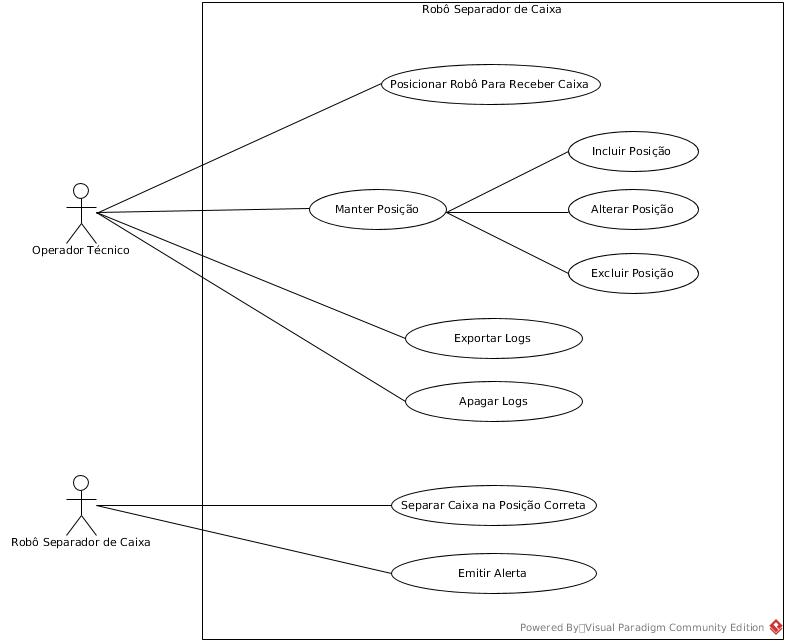 Robô Separador de Caixa
Posicionar Robô Para Receber Caixa
Incluir Posição
Manter Posição
Alterar Posição
Operador Técnico
Excluir Posição
Exportar Logs
Apagar Logs
Separar Caixa na Posição Correta
Robô Separador de Caixa
Emitir Alerta
Powered By Visual Paradigm Community Edition